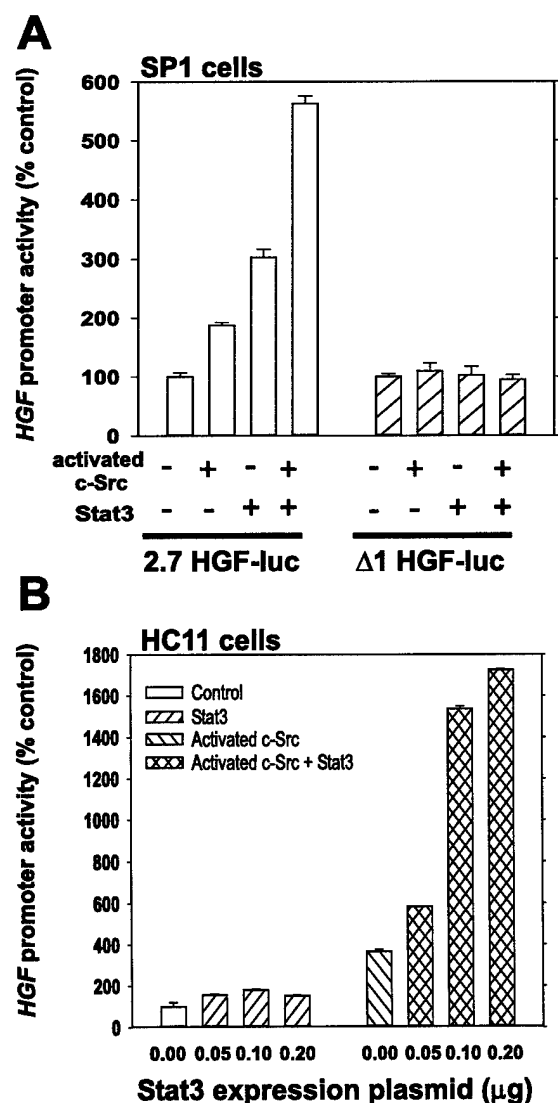 A
SP1 cells
HGF promoter activity (% control)
600
500
400
300
200
100
0
activated c-Src - + - + - + - +
Stat3 - - + + - - + +
2.7 HGF-luc Δ1 HGF-luc
B
HC11 cells
HGF promoter activity (% control)
1800
1600
1400
1200
1000
800
600
400
200
0
Control
Stat3
Activated c-Src
Activated c-Src + Stat3
0.00 0.05 0.10 0.20 0.00 0.05 0.10 0.20
Stat3 expression plasmid (μg)